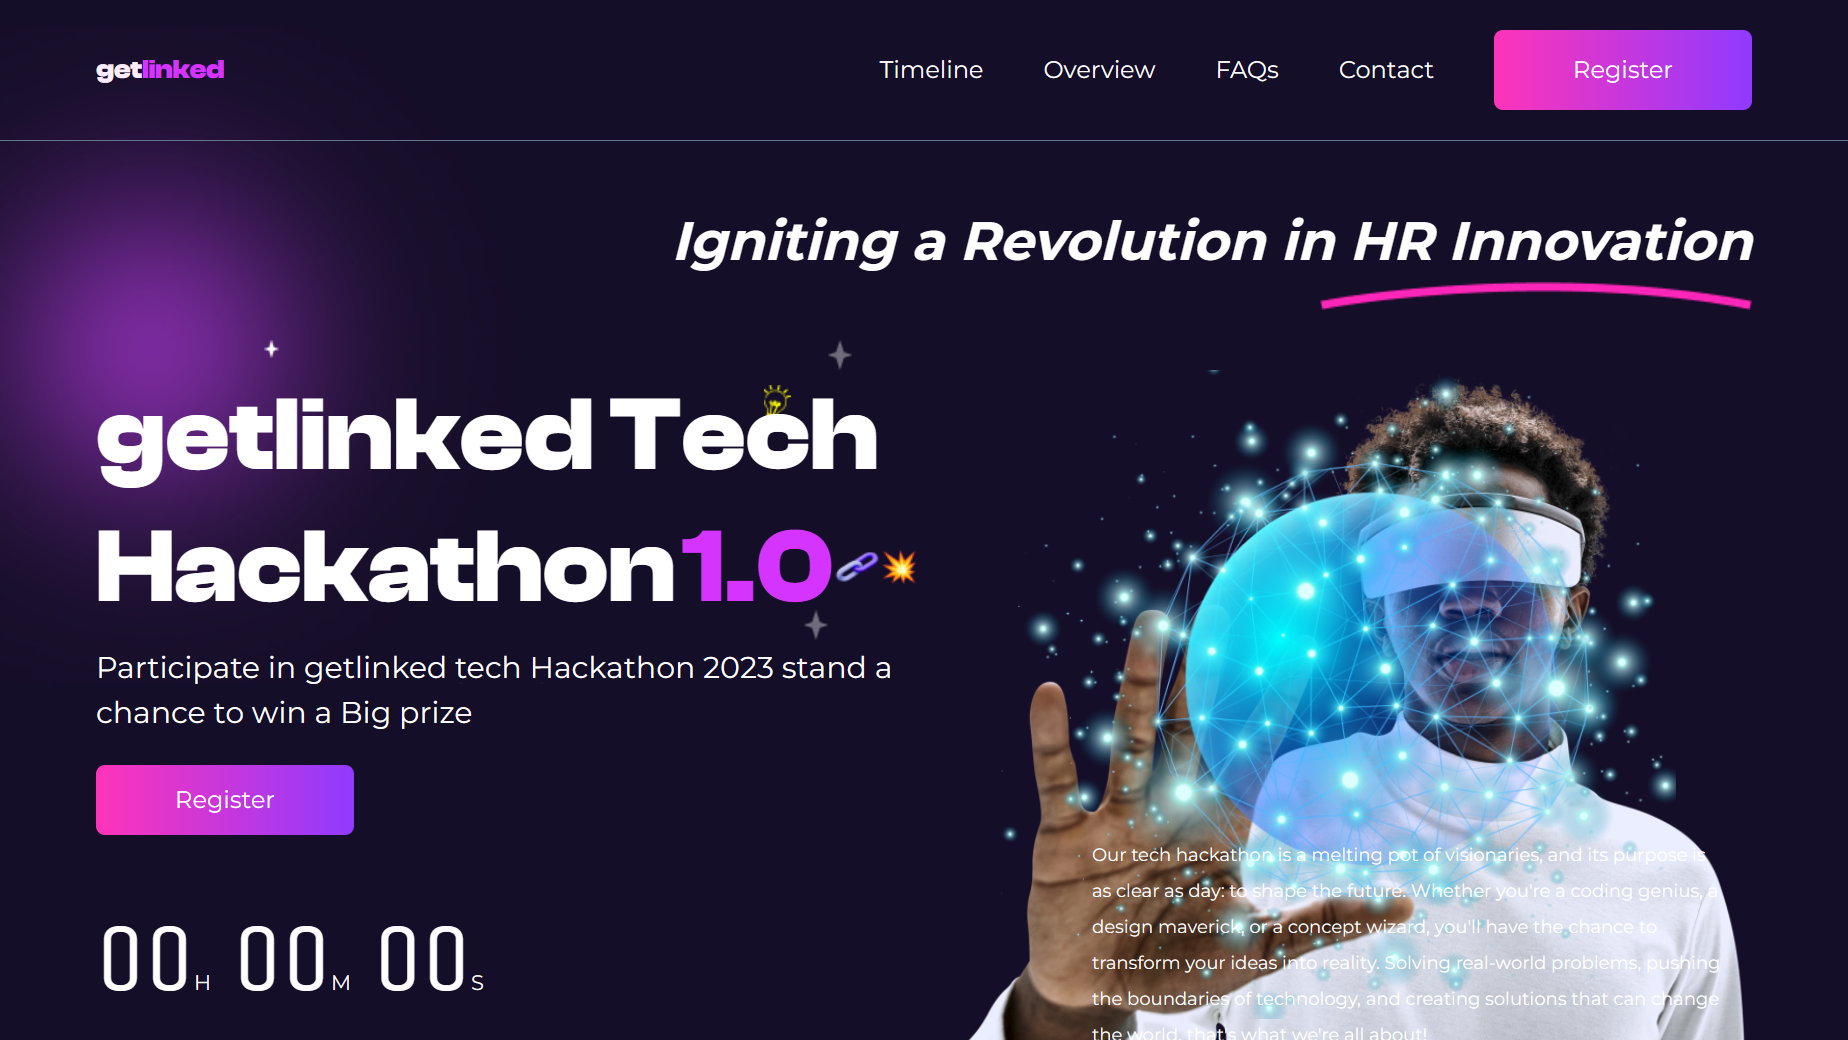 getlinked
Timeline Overview FAQs Contact Register
Igniting a Revolution in HR Innovation
getlinked Tech
Hackathon 1.0
Participate in getlinked tech Hackathon 2023 stand a
chance to win a Big prize
Register
00 H 00 M 00 S
Our tech hackathon is a melting pot of visionaries, and its purpose is
as clear as day: to shape the future. Whether you're a coding genius, a
design maverick, or a concept wizard, you'll have the chance to
transform your ideas into reality. Solving real-world problems, pushing
the boundaries of technology, and creating solutions that can change
the world, that's what we're all about!